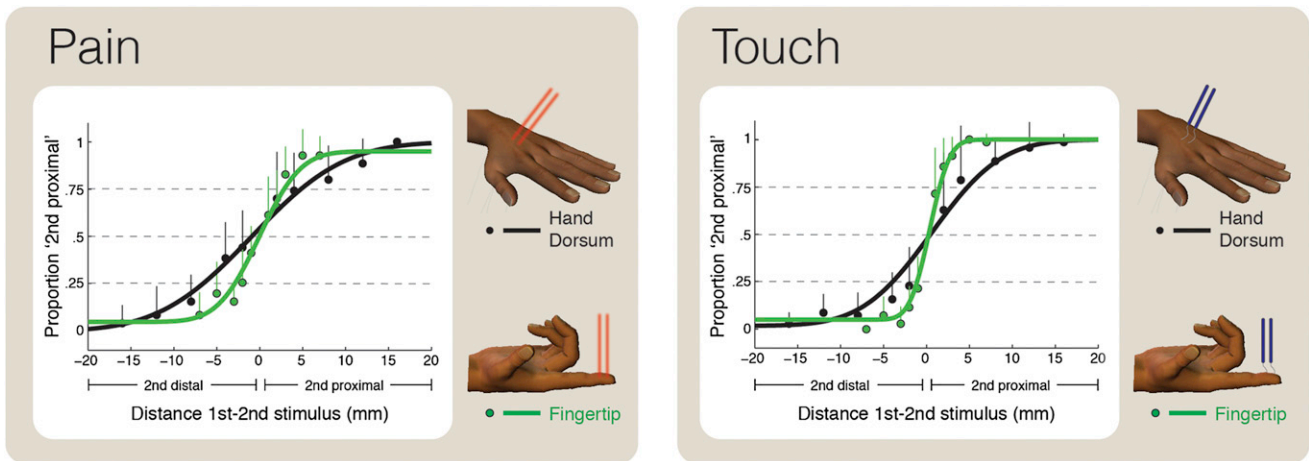 Pain
Proportion ‘2nd proximal’
1
.75
.5
.25
0
−20
−15
−10
−5
0
5
10
15
20
2nd distal
2nd proximal
Distance 1st-2nd stimulus (mm)
Hand
Dorsum
Fingertip
Touch
Proportion ‘2nd proximal’
1
.75
.5
.25
0
−20
−15
−10
−5
0
5
10
15
20
2nd distal
2nd proximal
Distance 1st-2nd stimulus (mm)
Hand
Dorsum
Fingertip